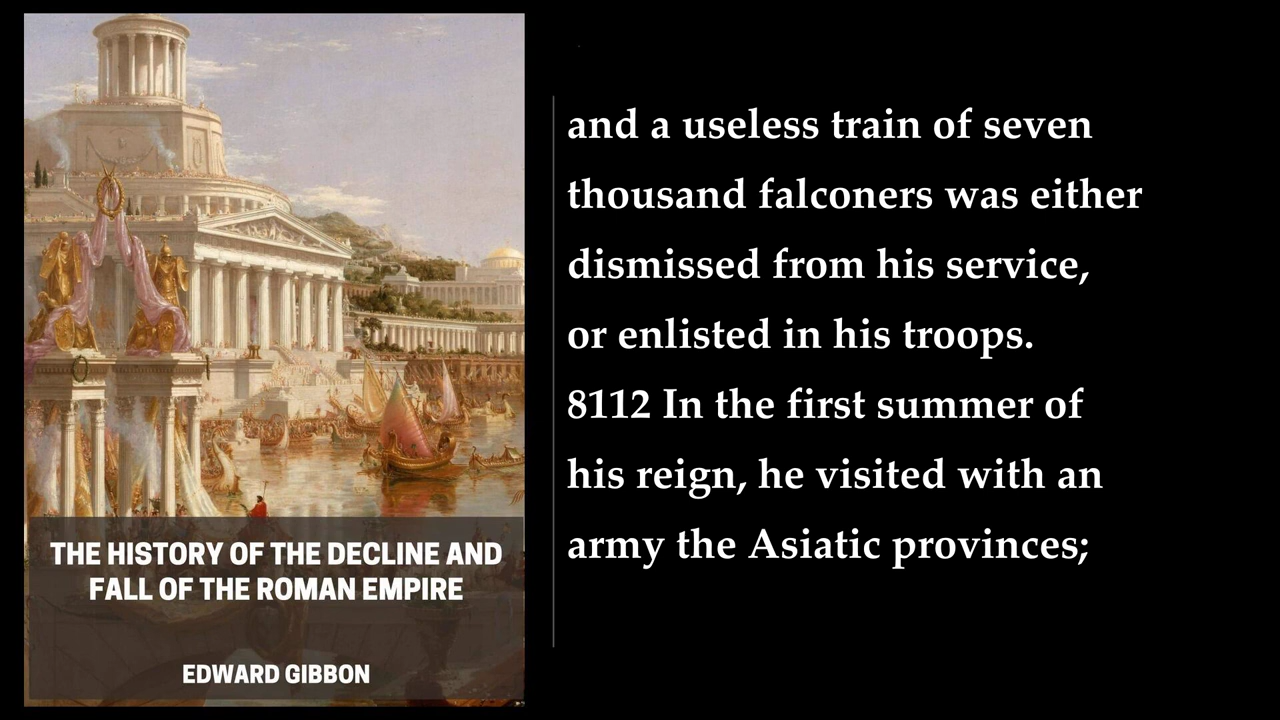 THE HISTORY OF THE DECLINE AND
FALL OF THE ROMAN EMPIRE
EDWARD GIBBON
and a useless train of seven
thousand falconers was either
dismissed from his service,
or enlisted in his troops.
8112 In the first summer of
his reign, he visited with an
army the Asiatic provinces;